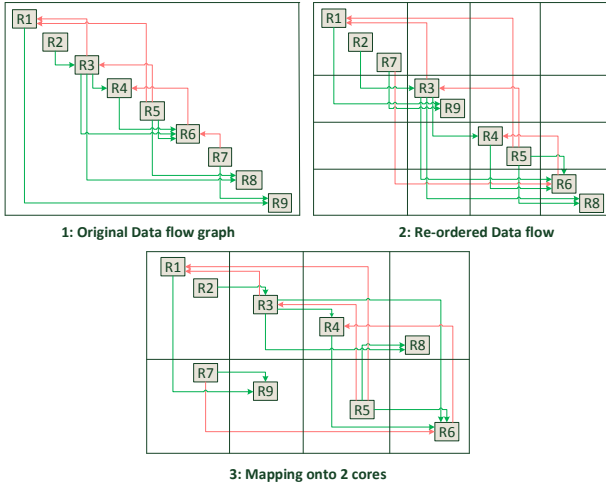 R1
R2
R3
R4
R5
R6
R7
R8
R9
1: Original Data flow graph
R1
R2
R7
R3
R9
R4
R5
R6
R8
2: Re-ordered Data flow
R1
R2
R3
R4
R8
R7
R9
R5
R6
3: Mapping onto 2 cores